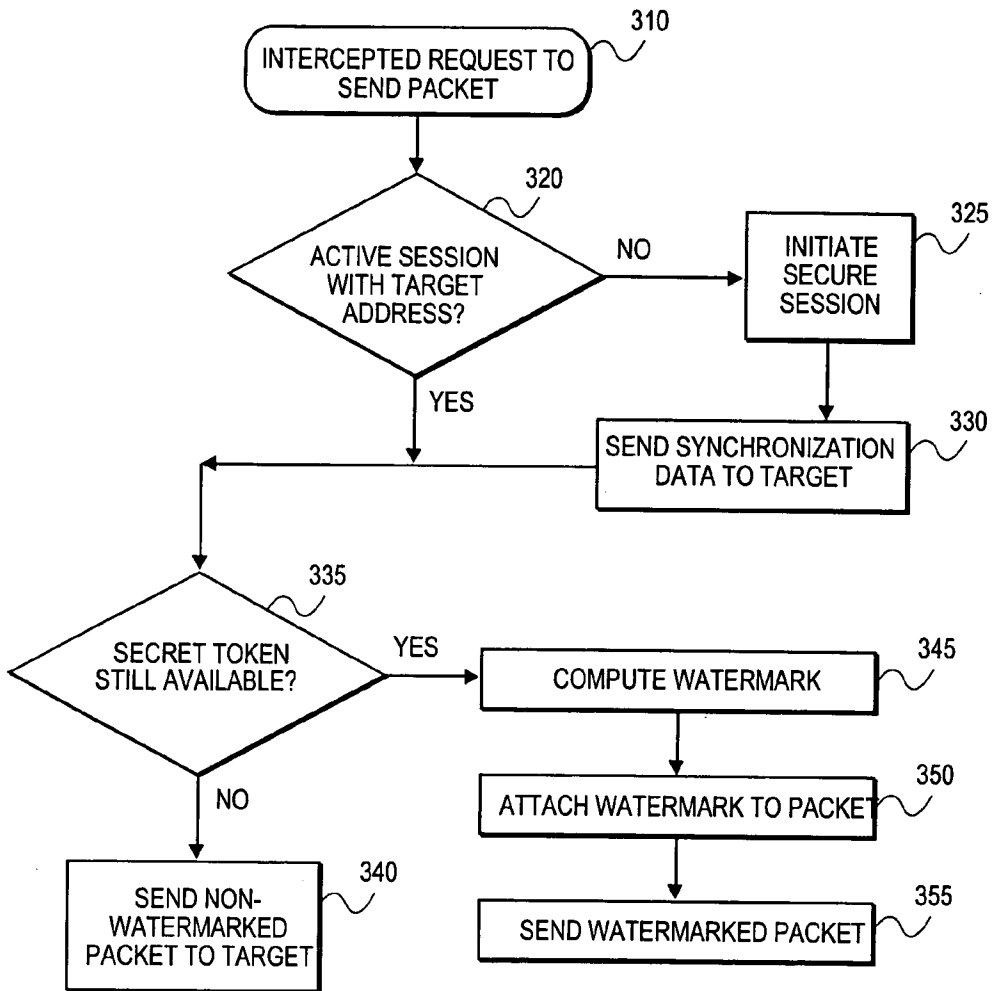 310
INTERCEPTED REQUEST TO
SEND PACKET
320
ACTIVE SESSION
WITH TARGET
ADDRESS?
NO
325
INITIATE
SECURE
SESSION
YES
330
SEND SYNCHRONIZATION
DATA TO TARGET
335
SECRET TOKEN
STILL AVAILABLE?
YES
345
COMPUTE WATERMARK
NO
350
ATTACH WATERMARK TO PACKET
340
SEND NON-
WATERMARKED
PACKET TO TARGET
355
SEND WATERMARKED PACKET